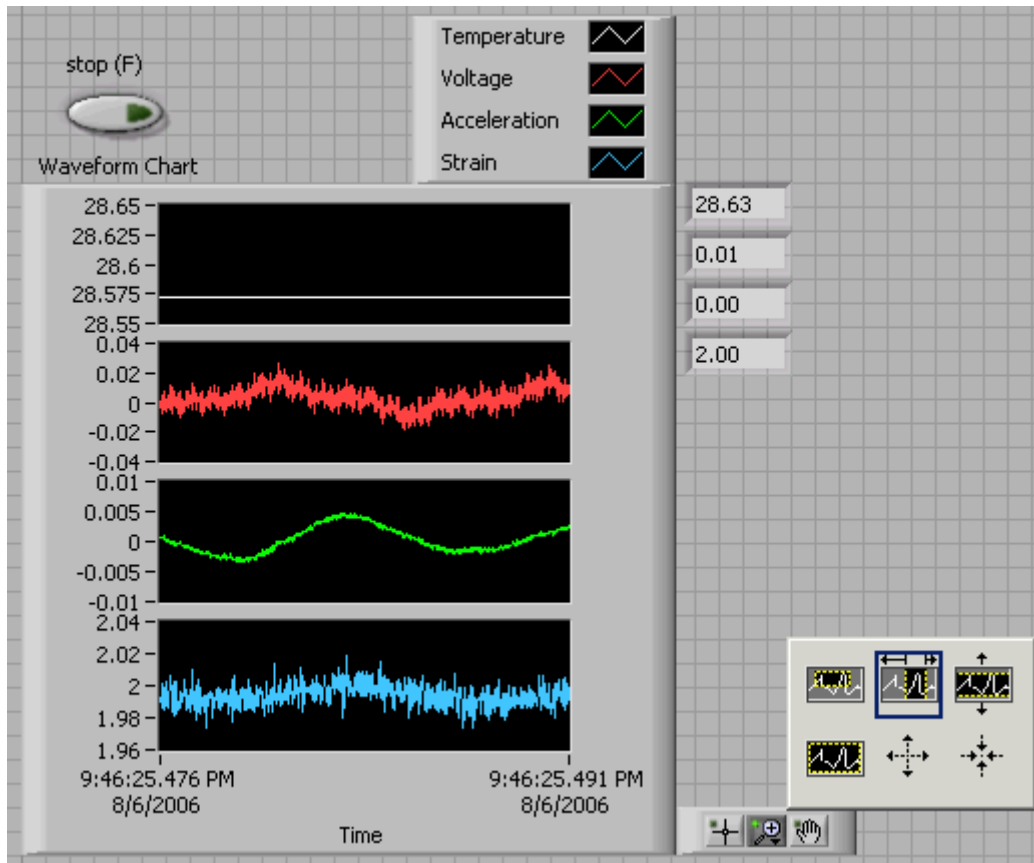 Temperature
stop (F)
Voltage
Acceleration
Waveform Chart
Strain
28.65
28.625
28.6
28.575
28.55
28.63
0.01
0.00
2.00
0.04
0.02
0
-0.02
-0.04
0.01
0.005
0
-0.005
-0.01
2.04
2.02
2
1.98
1.96
9:46:25.476 PM
8/6/2006
9:46:25.491 PM
8/6/2006
Time